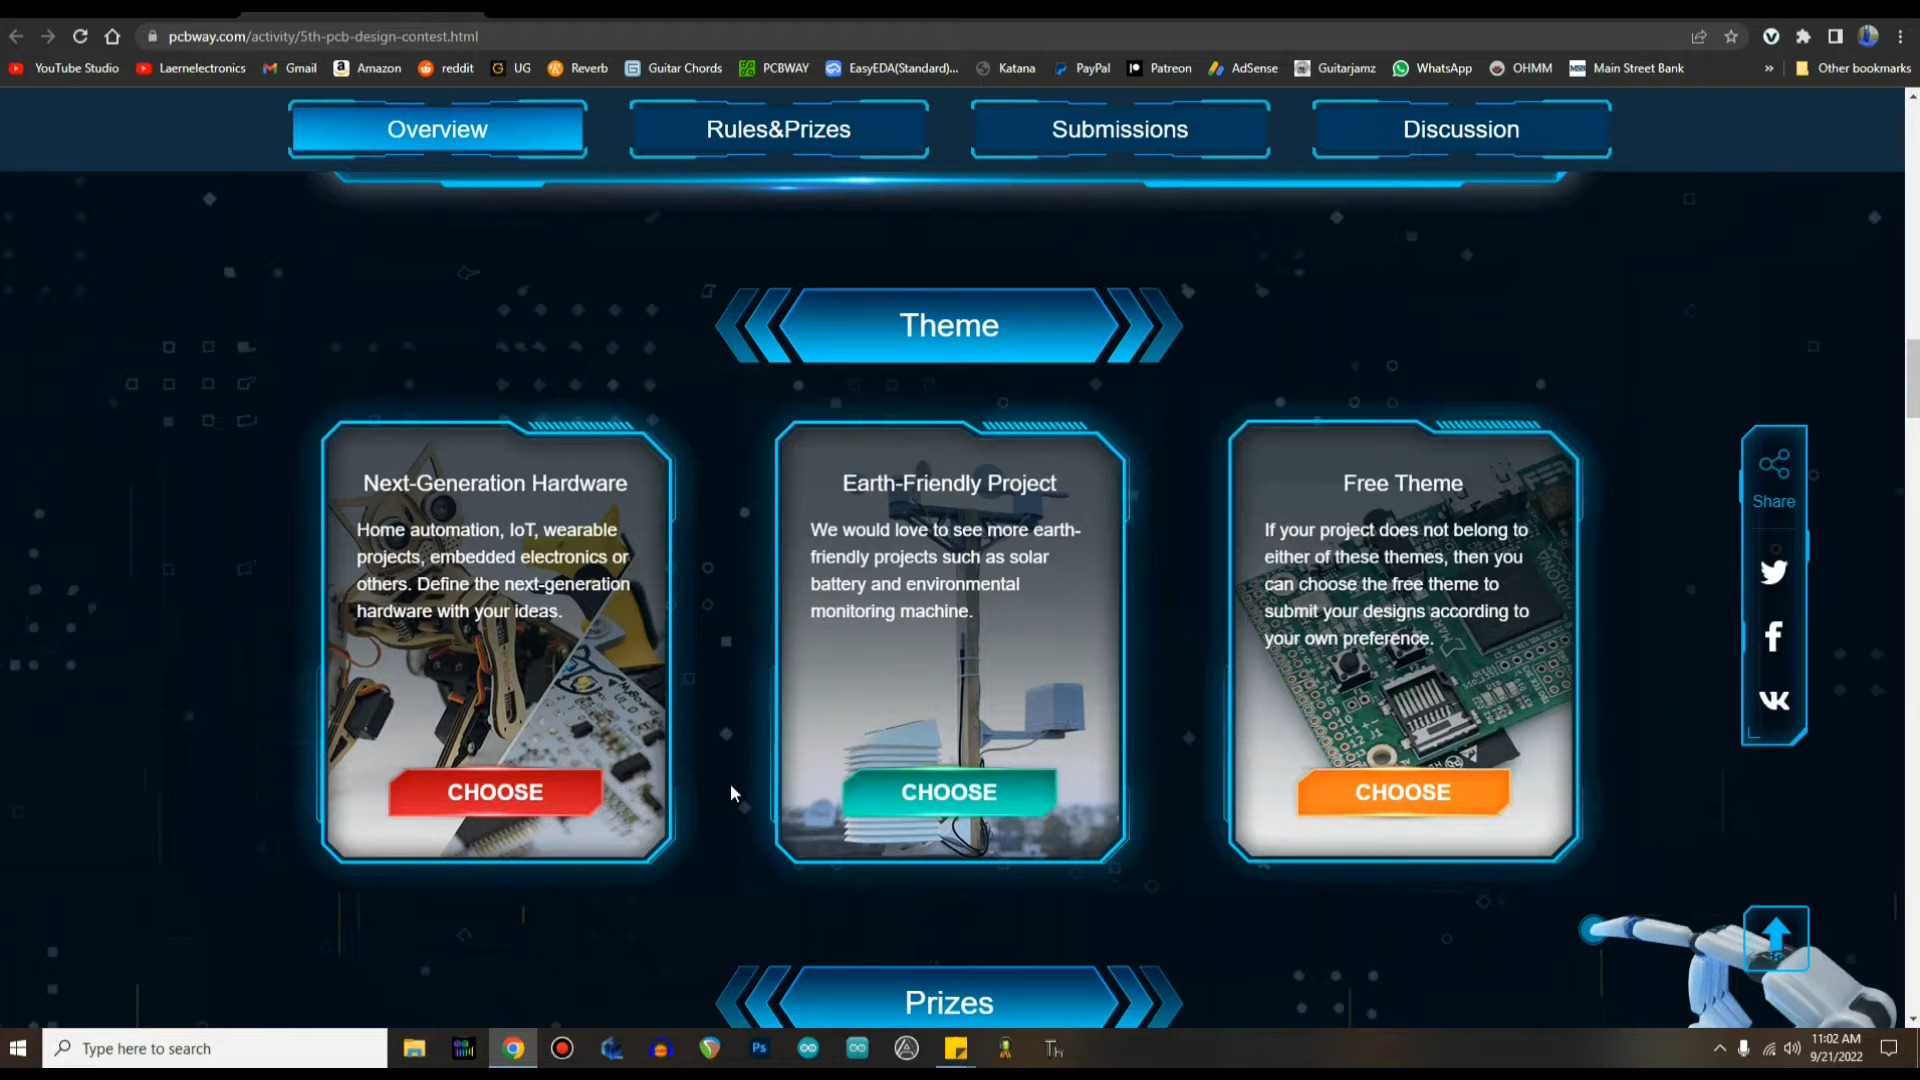 pcbway.com/activity/5th-pcb-design-contest.html
YouTube Studio
Laernelectronics
Gmail
Amazon
reddit
UG
Reverb
Guitar Chords
PCBWAY
EasyEDA(Standard)...
Katana
PayPal
Patreon
AdSense
Guitarjamz
WhatsApp
OHMM
Main Street Bank
»
Other bookmarks
Overview
Rules&Prizes
Submissions
Discussion
Theme
Next-Generation Hardware
Home automation, IoT, wearable
projects, embedded electronics or
others. Define the next-generation
hardware with your ideas.
CHOOSE
Earth-Friendly Project
We would love to see more earth-
friendly projects such as solar
battery and environmental
monitoring machine.
CHOOSE
Free Theme
If your project does not belong to
either of these themes, then you
can choose the free theme to
submit your designs according to
your own preference.
CHOOSE
Share
Prizes
Type here to search
Ps
11:02 AM
9/21/2022